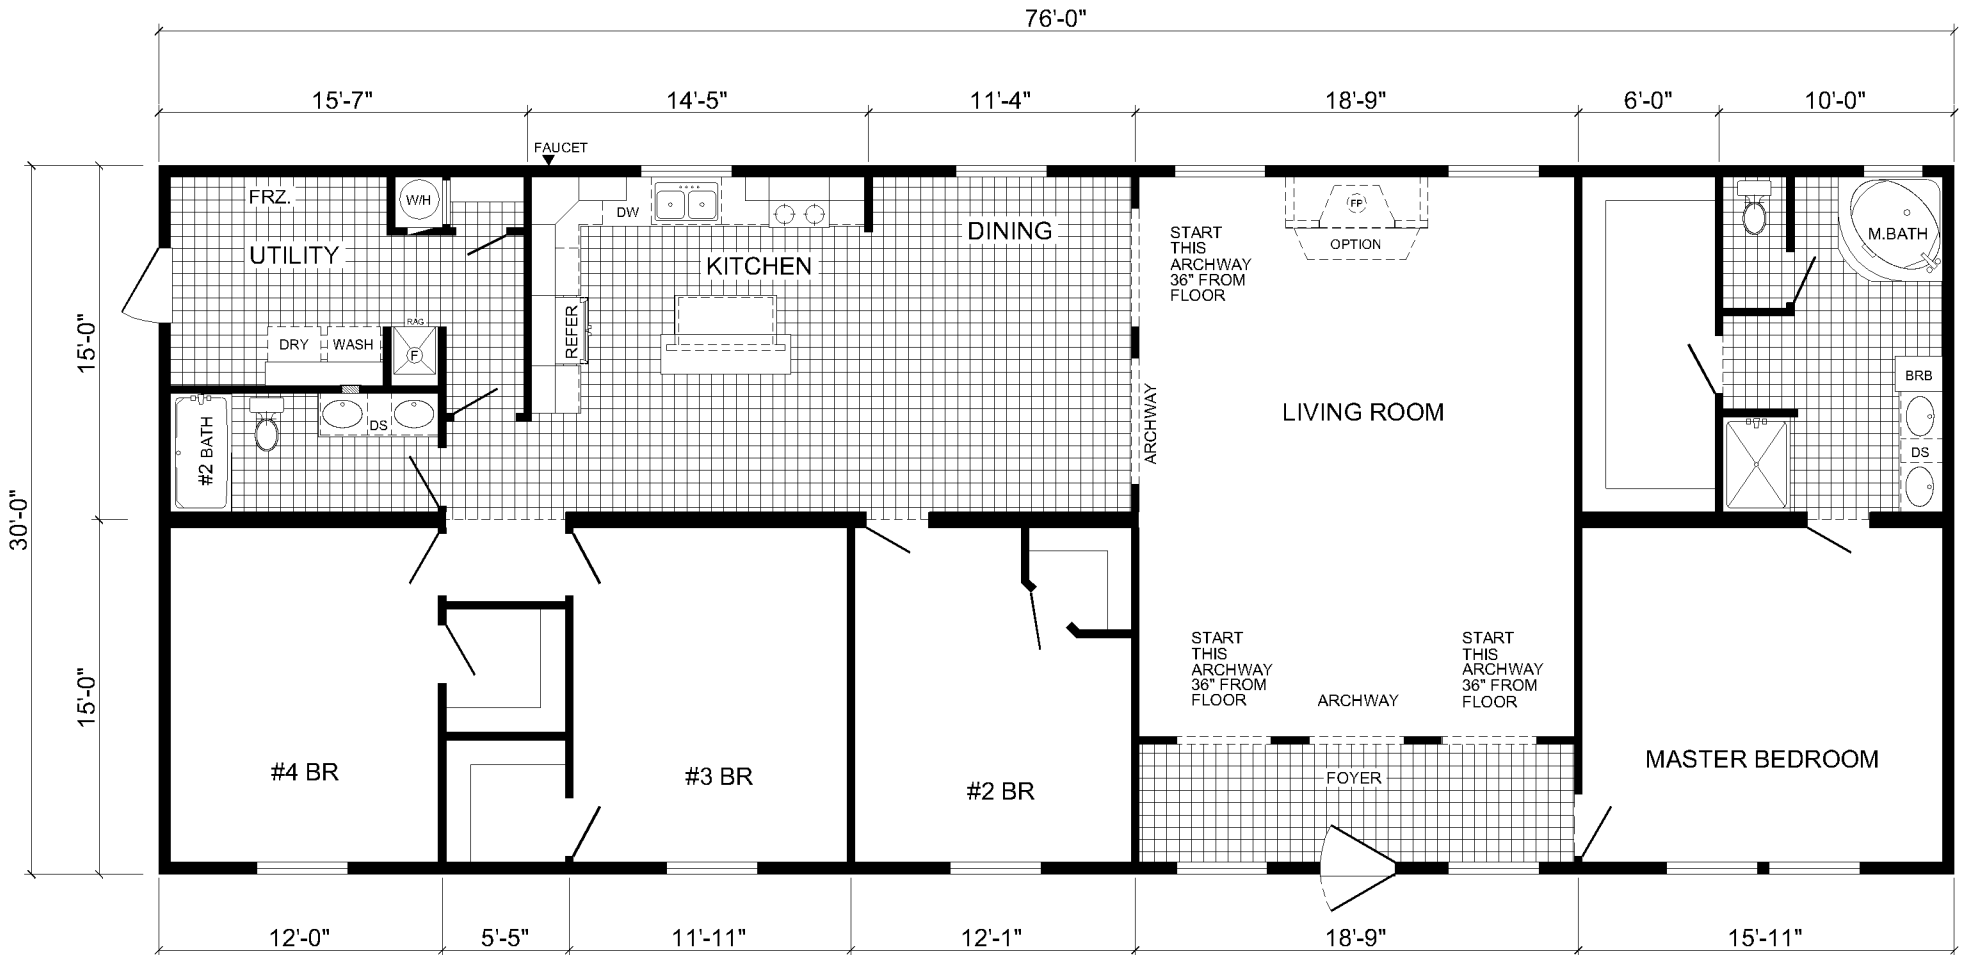 76'-0"
15'-7"
14'-5"
11'-4"
18'-9"
6'-0"
10'-0"
FAUCET
FRZ.
W/H
DW
FP
OPTION
M.BATH
DINING
START
THIS
ARCHWAY
36" FROM
FLOOR
UTILITY
KITCHEN
RAG
F
DRY
WASH
REFER
15'-0"
BRB
DS
LIVING ROOM
ARCHWAY
#2 BATH
DS
30'-0"
15'-0"
START
THIS
ARCHWAY
36" FROM
FLOOR
ARCHWAY
START
THIS
ARCHWAY
36" FROM
FLOOR
#4 BR
#3 BR
#2 BR
FOYER
MASTER BEDROOM
12'-0"
5'-5"
11'-11"
12'-1"
18'-9"
15'-11"